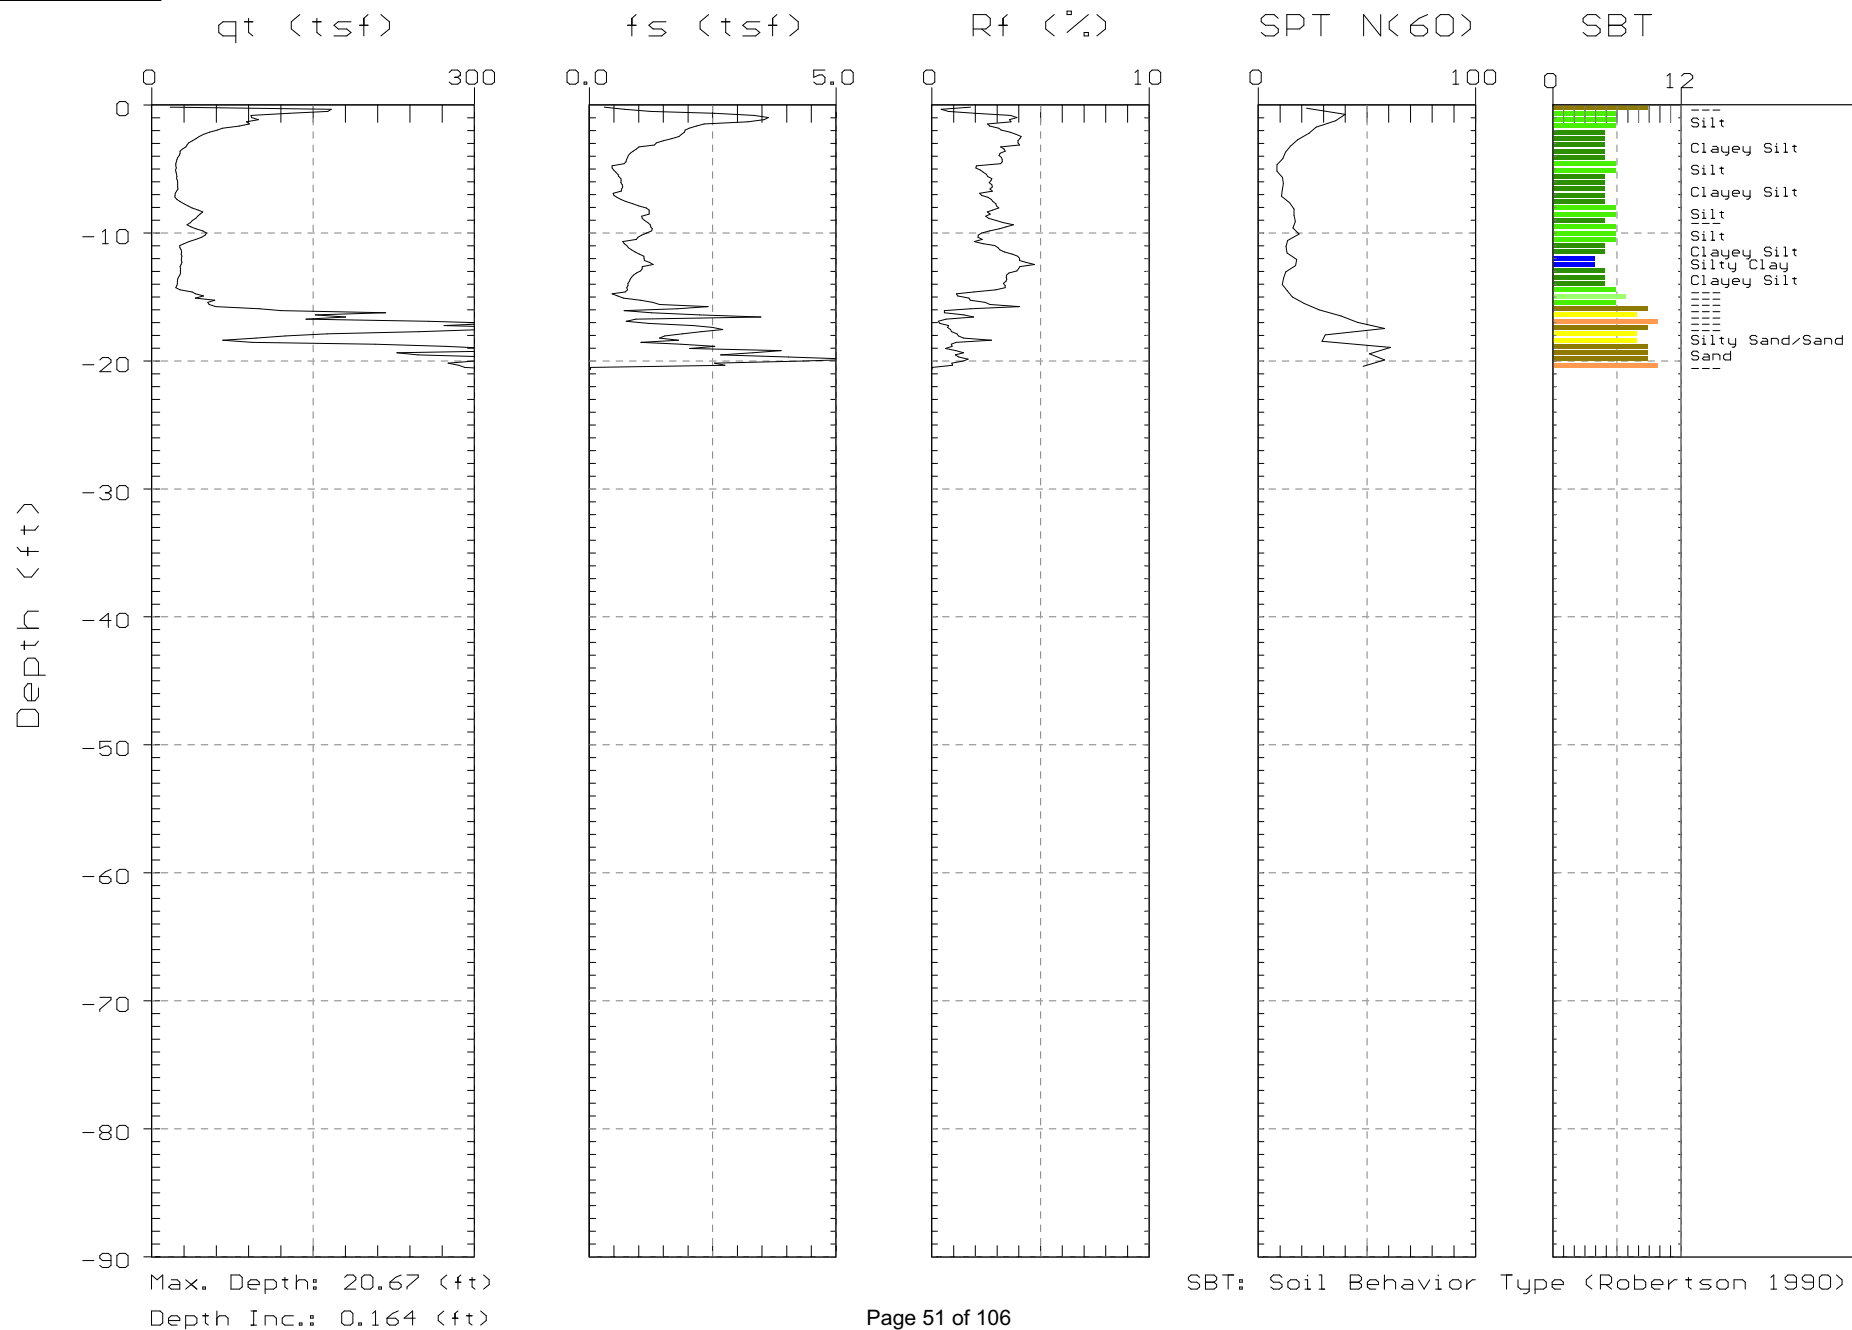 qt (tsf) fs (tsf) Rf (%) SPT N(60) SBT
0 300 0.0 5.0 0 10 0 100 0 12
0
---
Silt
Clayey Silt
Silt
Clayey Silt
Silt
---
-10
Silt
Clayey Silt
Silty Clay
Clayey Silt
---
---
---
---
---
---
---
Silty Sand/Sand
Sand
-20
---
-30
-40
-50
-60
-70
-80
-90
Depth (ft)
Max. Depth: 20.67 (ft) SBT: Soil Behavior Type (Robertson 1990)
Depth Inc.: 0.164 (ft) Page 51 of 106